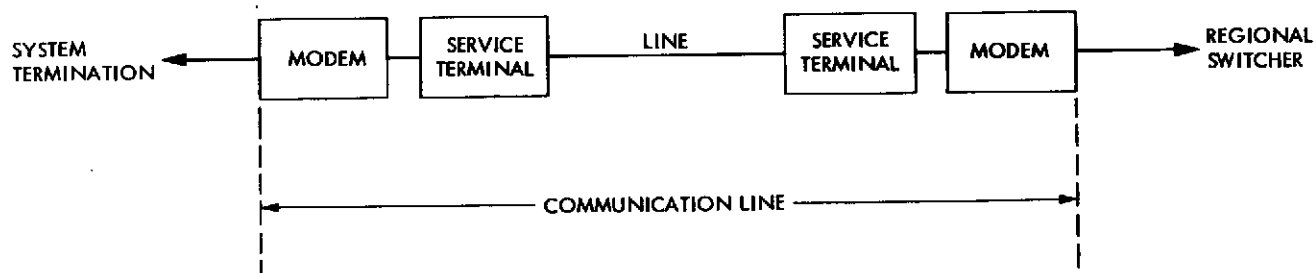 SYSTEM
TERMINATION
MODEM
SERVICE
TERMINAL
LINE
SERVICE
TERMINAL
MODEM
REGIONAL
SWITCHER
COMMUNICATION LINE